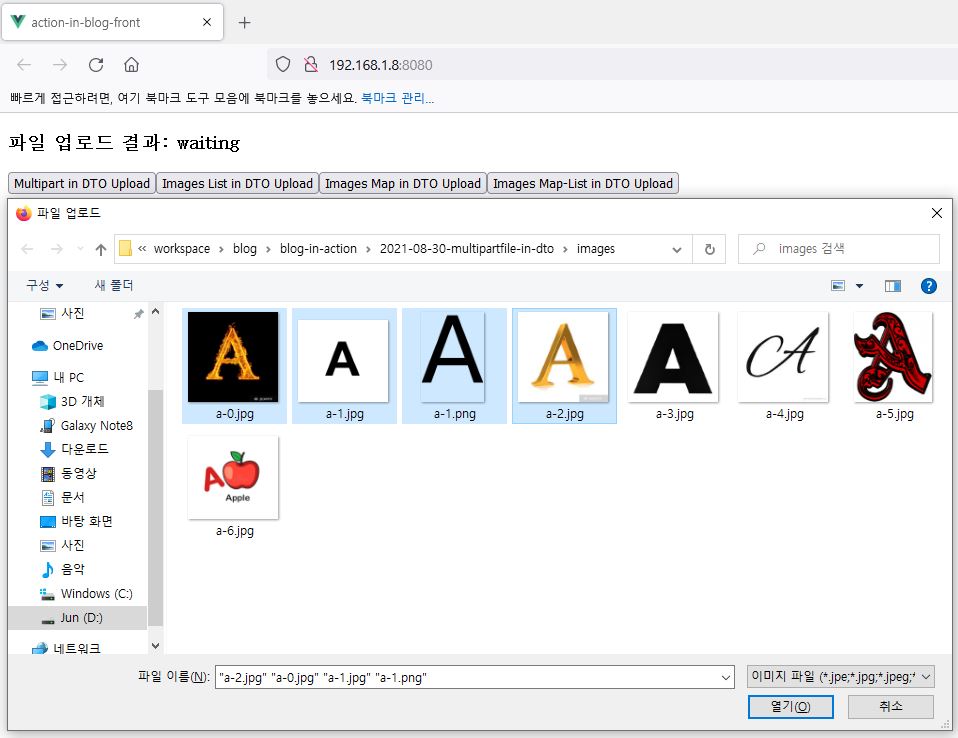 action-in-blog-front
192.168.1.8:8080
빠르게 접근하려면, 여기 북마크 도구 모음에 북마크를 놓으세요. 북마크 관리...
파일 업로드 결과: waiting
Multipart in DTO Upload Images List in DTO Upload Images Map in DTO Upload Images Map-List in DTO Upload
파일 업로드
« workspace › blog › blog-in-action › 2021-08-30-multipartfile-in-dto › images
images 검색
구성 새 폴더
사진
OneDrive
내 PC
3D 개체
Galaxy Note8
다운로드
동영상
문서
바탕 화면
사진
음악
Windows (C:)
Jun (D:)
네트워크
A A A A A A A
a-0.jpg a-1.jpg a-1.png a-2.jpg a-3.jpg a-4.jpg a-5.jpg
A
Apple
a-6.jpg
파일 이름(N): "a-2.jpg" "a-0.jpg" "a-1.jpg" "a-1.png"
이미지 파일 (*.jpe;*.jpg;*.jpeg;*
열기(O) 취소